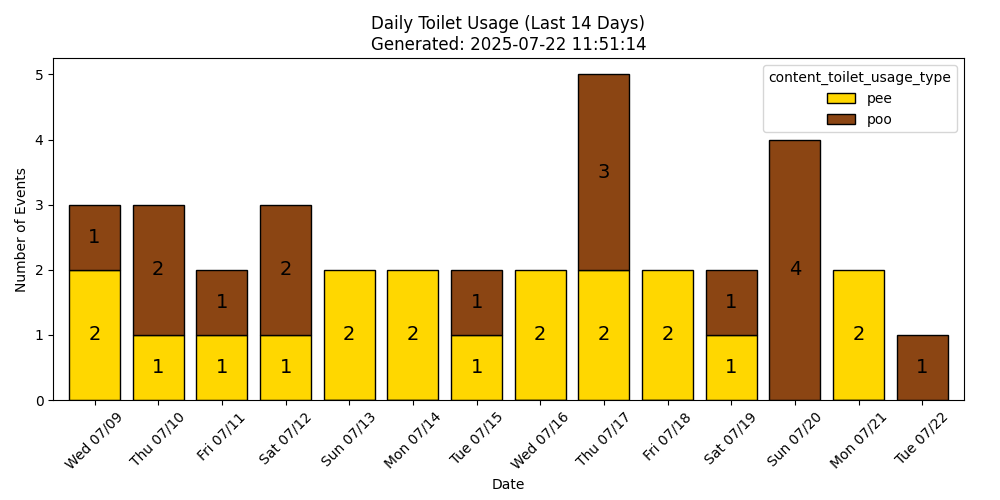 Daily Toilet Usage (Last 14 Days)
Generated: 2025-07-22 11:51:14
Number of Events
5
4
3
2
1
0
content_toilet_usage_type
pee
poo
1
2
2
1
1
1
2
1
2
2
1
1
2
3
2
2
1
1
4
2
1
Wed 07/09
Thu 07/10
Fri 07/11
Sat 07/12
Sun 07/13
Mon 07/14
Tue 07/15
Wed 07/16
Thu 07/17
Fri 07/18
Sat 07/19
Sun 07/20
Mon 07/21
Tue 07/22
Date